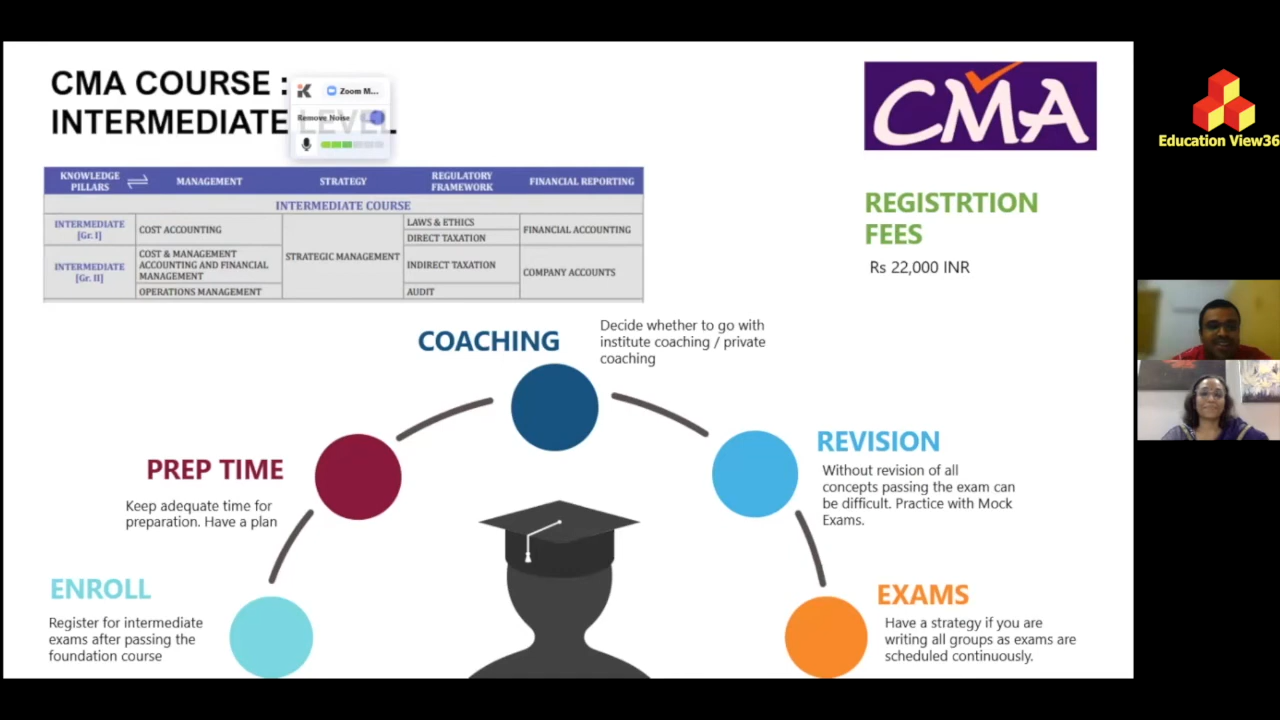 CMA COURSE :
INTERMEDIATE LEVEL
Zoom M...
Remove Noise
CMA
Education View36
REGISTRTION
FEES
Rs 22,000 INR
KNOWLEDGE PILLARS
MANAGEMENT
STRATEGY
REGULATORY FRAMEWORK
FINANCIAL REPORTING
INTERMEDIATE COURSE
INTERMEDIATE
[Gr. I]
COST ACCOUNTING
LAWS & ETHICS
DIRECT TAXATION
FINANCIAL ACCOUNTING
STRATEGIC MANAGEMENT
INTERMEDIATE
[Gr. II]
COST & MANAGEMENT
ACCOUNTING AND FINANCIAL
MANAGEMENT
OPERATIONS MANAGEMENT
INDIRECT TAXATION
AUDIT
COMPANY ACCOUNTS
COACHING
Decide whether to go with
institute coaching / private
coaching
PREP TIME
Keep adequate time for
preparation. Have a plan
REVISION
Without revision of all
concepts passing the exam can
be difficult. Practice with Mock
Exams.
ENROLL
Register for intermediate
exams after passing the
foundation course
EXAMS
Have a strategy if you are
writing all groups as exams are
scheduled continuously.